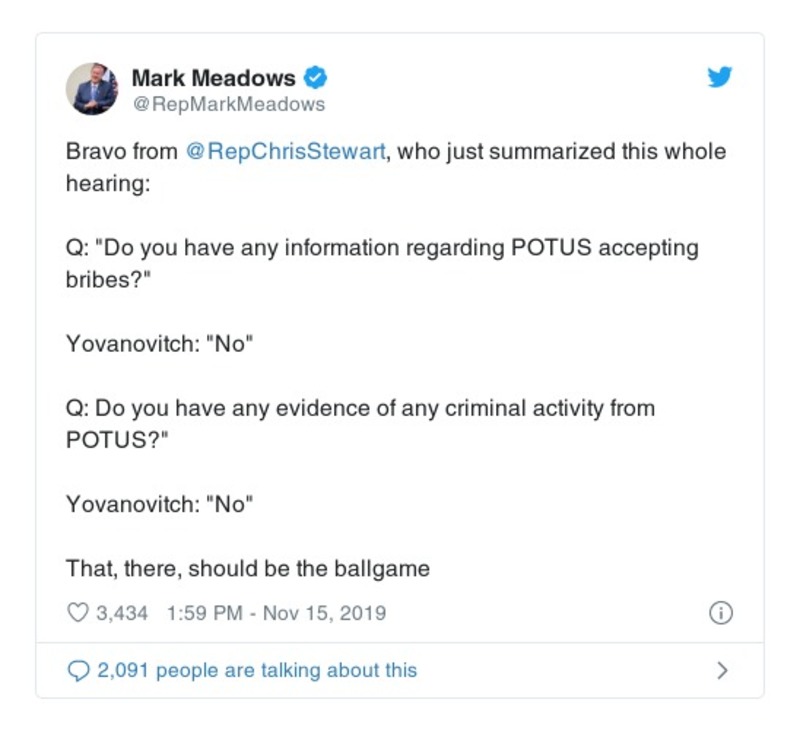 Mark Meadows
@RepMarkMeadows
Bravo from @RepChrisStewart, who just summarized this whole
hearing:
Q: "Do you have any information regarding POTUS accepting
bribes?"
Yovanovitch: "No"
Q: Do you have any evidence of any criminal activity from
POTUS?"
Yovanovitch: "No"
That, there, should be the ballgame
3,434 1:59 PM - Nov 15, 2019
2,091 people are talking about this